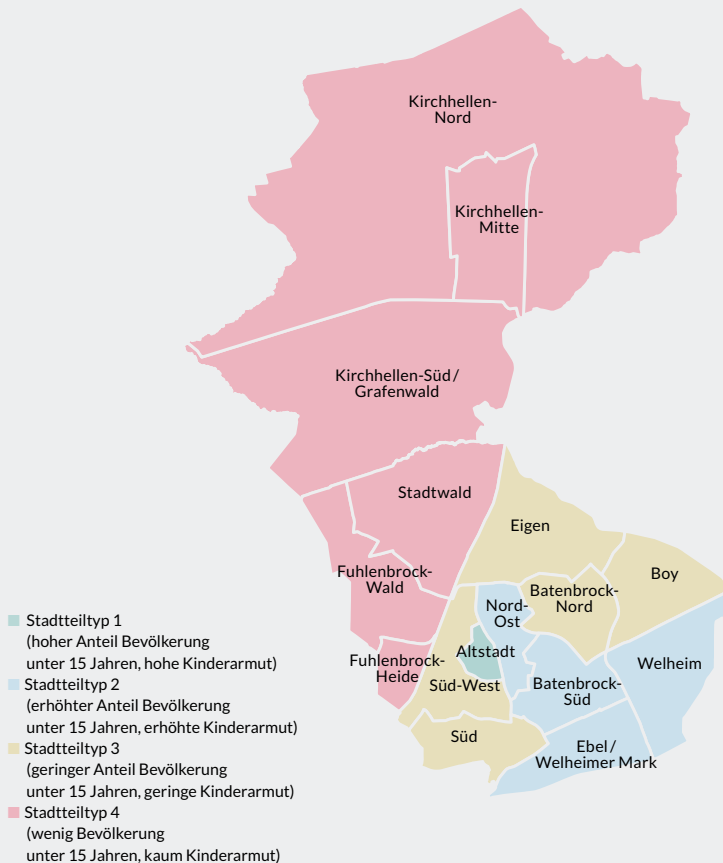 Kirchhellen-
Nord
Kirchhellen-
Mitte
Kirchhellen-Süd/
Grafenwald
Stadtwald
Eigen
Fuhlenbrock-
Wald
Boy
Batenbrock-
Nord
Nord-
Ost
Altstadt
Fuhlenbrock-
Heide
Süd-West
Welheim
Batenbrock-
Süd
Süd
Ebel/
Welheimer Mark
Stadtteiltyp 1
(hoher Anteil Bevölkerung
unter 15 Jahren, hohe Kinderarmut)
Stadtteiltyp 2
(erhöhter Anteil Bevölkerung
unter 15 Jahren, erhöhte Kinderarmut)
Stadtteiltyp 3
(geringer Anteil Bevölkerung
unter 15 Jahren, geringe Kinderarmut)
Stadtteiltyp 4
(wenig Bevölkerung
unter 15 Jahren, kaum Kinderarmut)